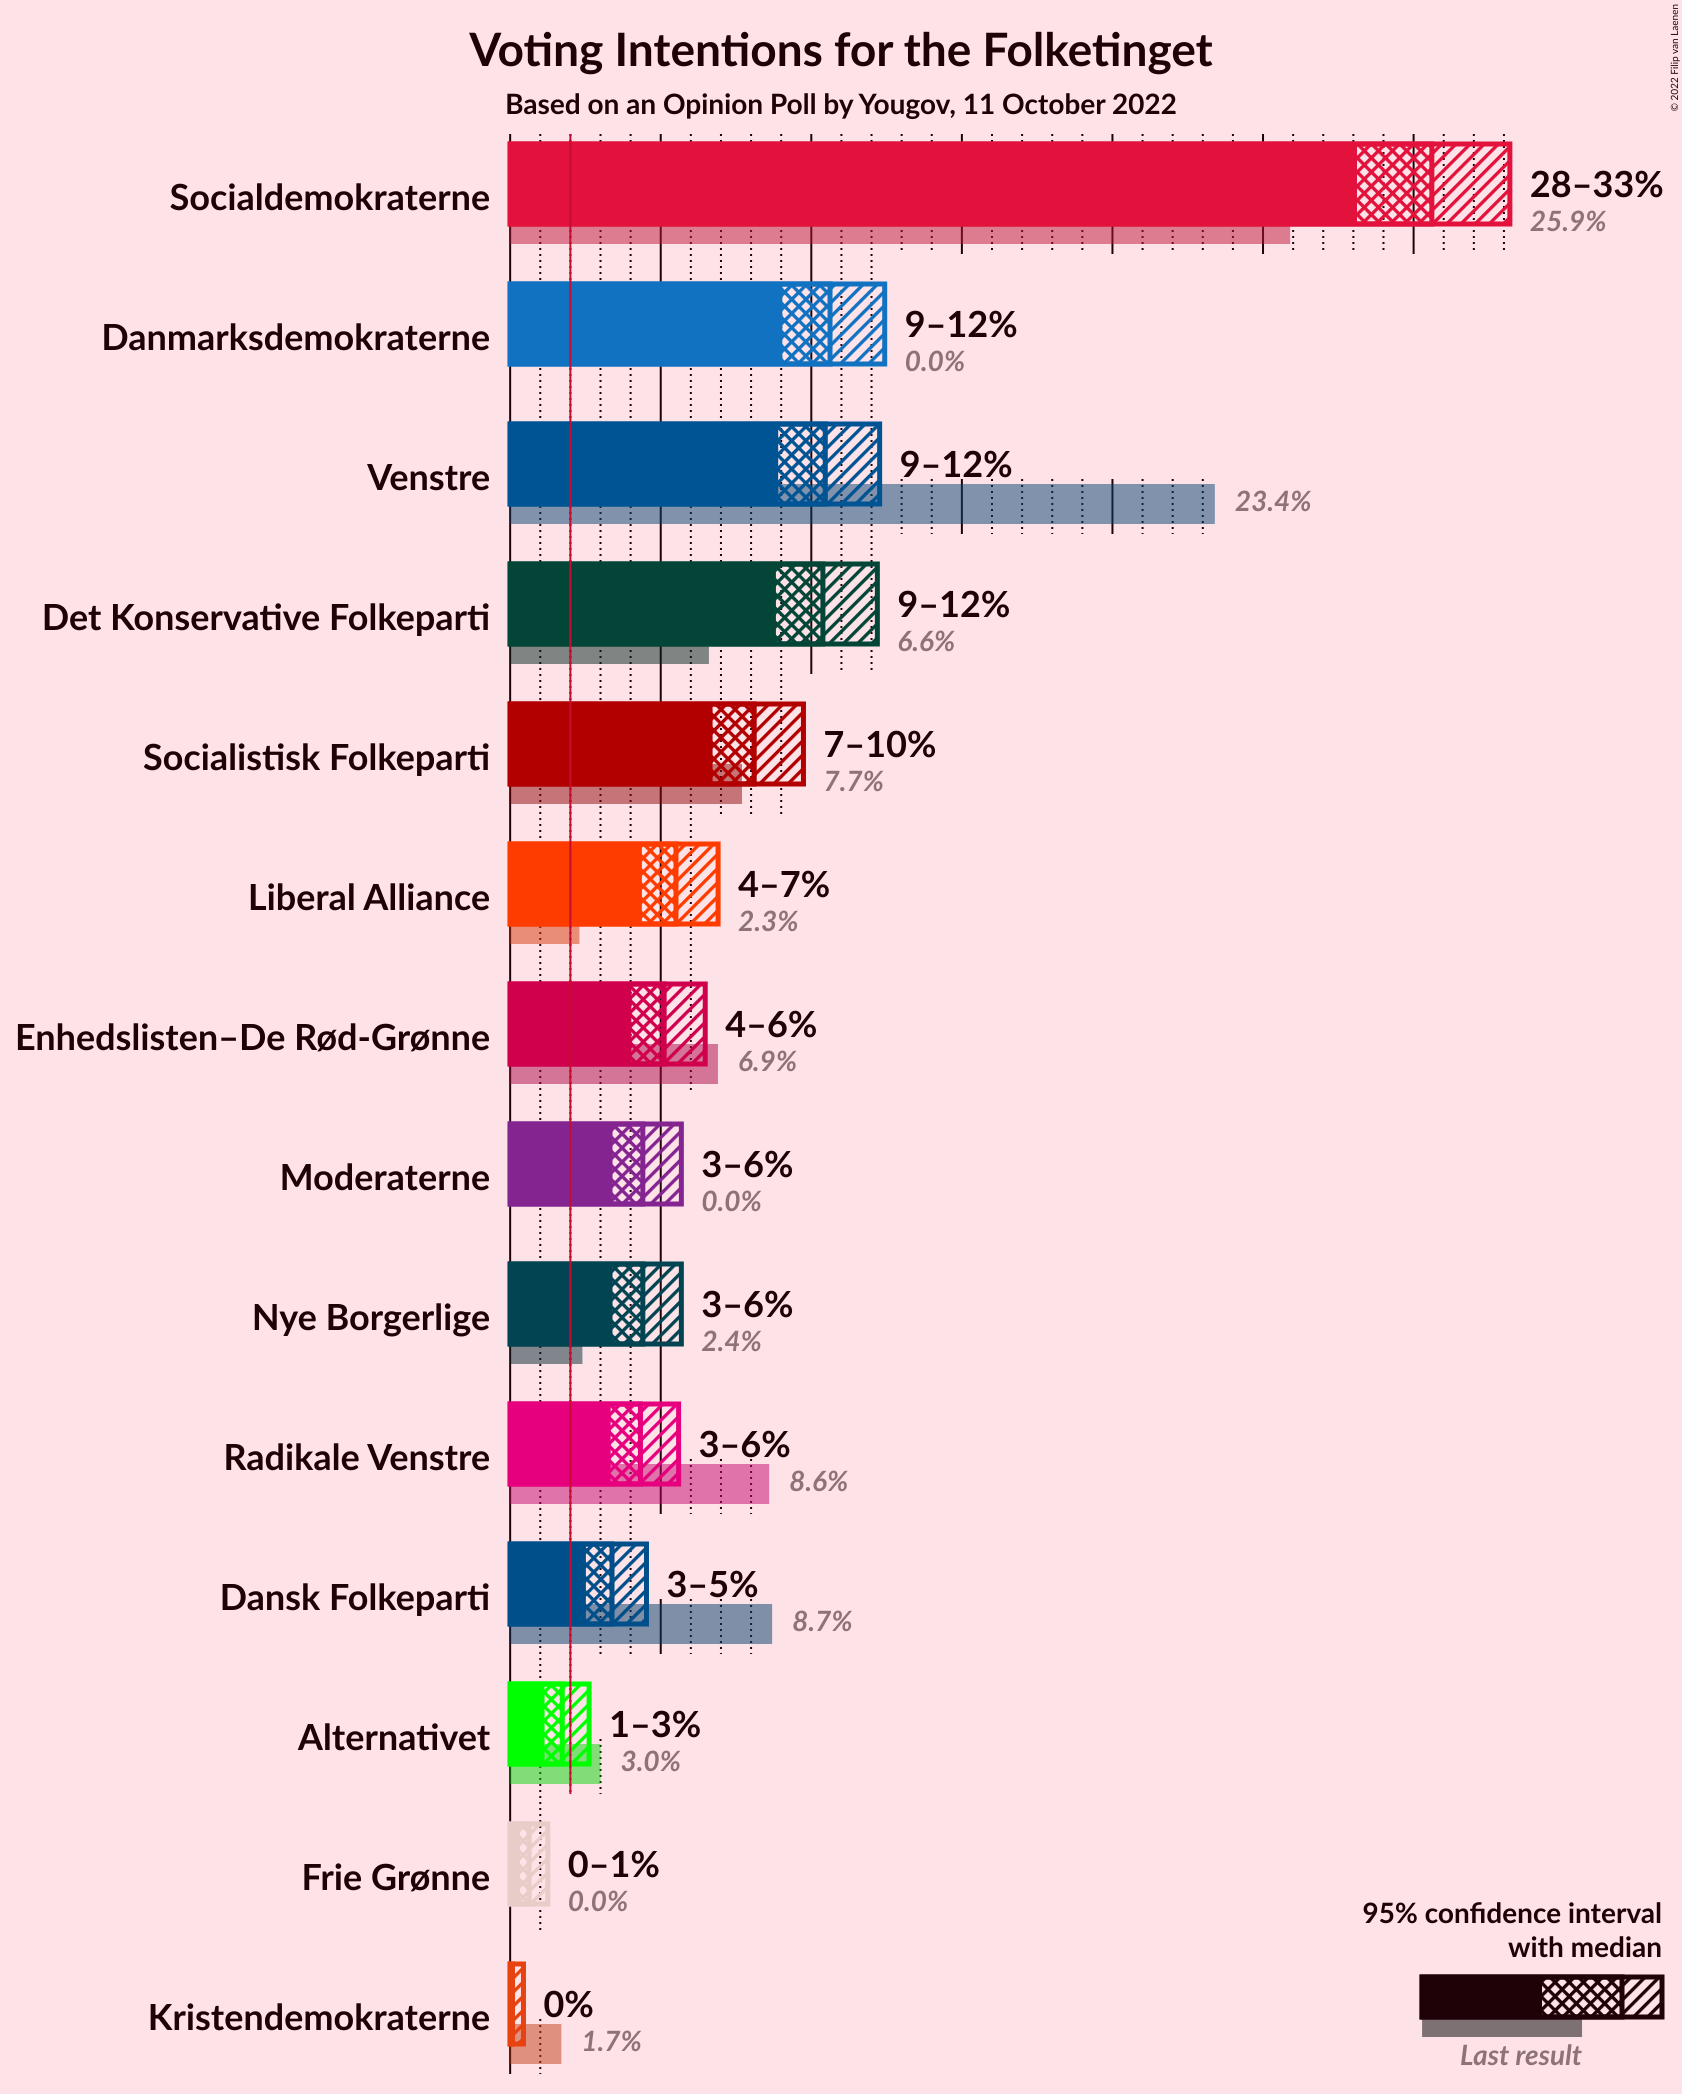 Voting Intentions for the Folketinget
Based on an Opinion Poll by Yougov, 11 October 2022
© 2022 Filip van Laenen
Socialdemokraterne
28–33%
25.9%
Danmarksdemokraterne
9–12%
0.0%
Venstre
9–12%
23.4%
Det Konservative Folkeparti
9–12%
6.6%
Socialistisk Folkeparti
7–10%
7.7%
Liberal Alliance
4–7%
2.3%
Enhedslisten–De Rød-Grønne
4–6%
6.9%
Moderaterne
3–6%
0.0%
Nye Borgerlige
3–6%
2.4%
Radikale Venstre
3–6%
8.6%
Dansk Folkeparti
3–5%
8.7%
Alternativet
1–3%
3.0%
Frie Grønne
0–1%
0.0%
Kristendemokraterne
0%
1.7%
95% confidence interval
with median
Last result